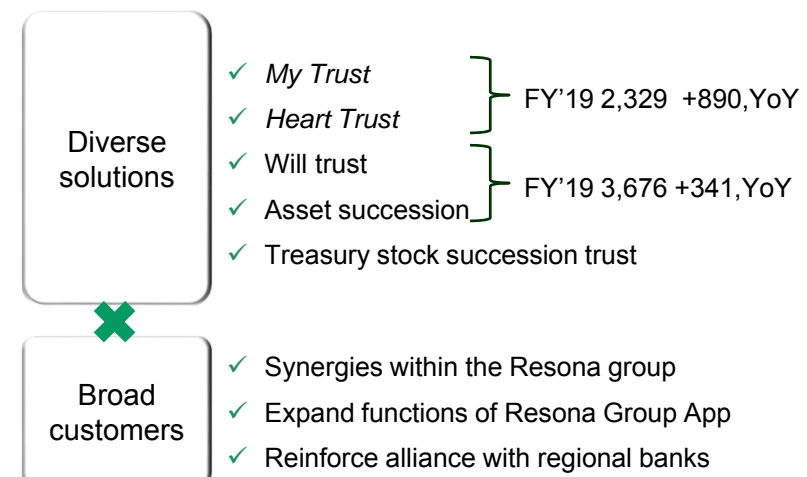 Diverse
solutions
✓ My Trust
✓ Heart Trust
FY'19 2,329 +890,YoY
✓ Will trust
✓ Asset succession
FY'19 3,676 +341,YoY
✓ Treasury stock succession trust
Broad
customers
✓ Synergies within the Resona group
✓ Expand functions of Resona Group App
✓ Reinforce alliance with regional banks